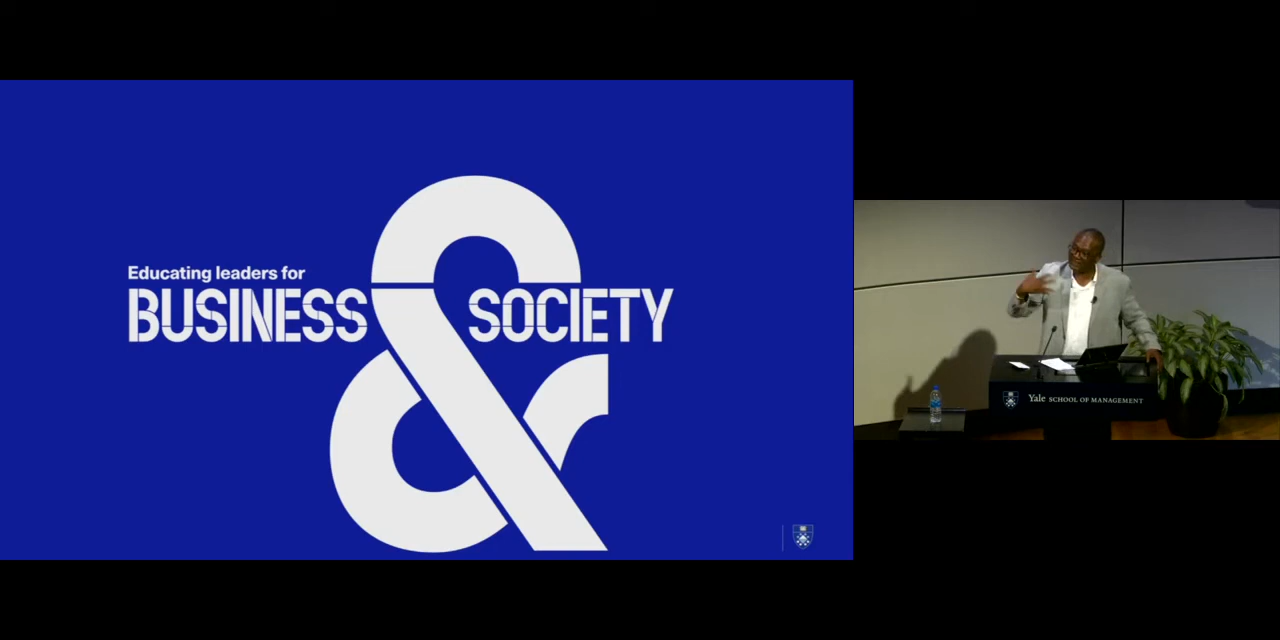 Educating leaders for
BUSINESS & SOCIETY
Yale SCHOOL OF MANAGEMENT